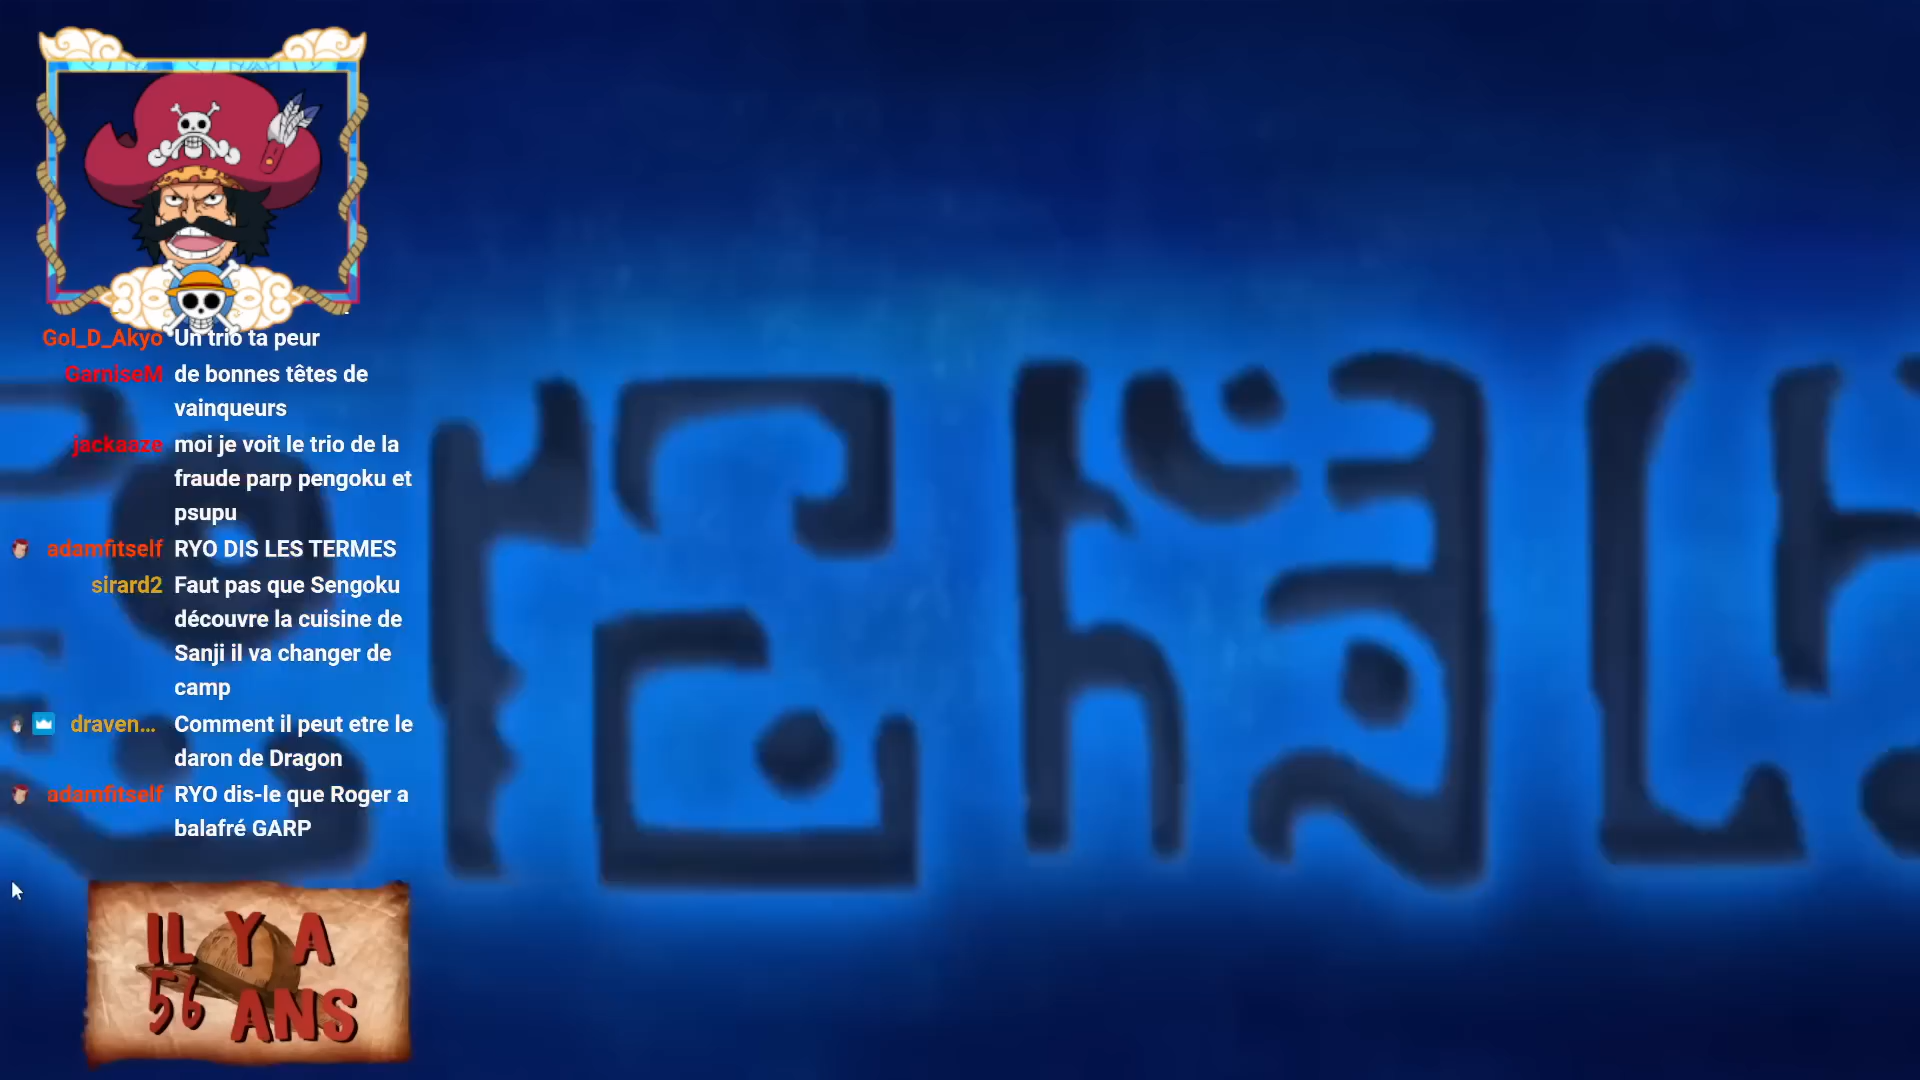 Gol_D_Akyo Un trio ta peur
GarniseM de bonnes têtes de
vainqueurs
jackaaze moi je voit le trio de la
fraude parp pengoku et
psupu
adamfitself RYO DIS LES TERMES
sirard2 Faut pas que Sengoku
découvre la cuisine de
Sanji il va changer de
camp
draven... Comment il peut etre le
daron de Dragon
adamfitself RYO dis-le que Roger a
balafré GARP
IL Y A
56 ANS